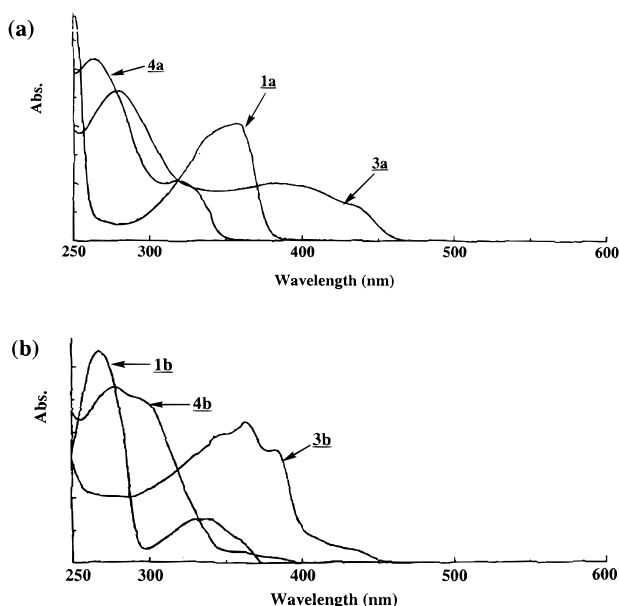 (a)
4a
1a
3a
Abs.
250 300 400 500 600
Wavelength (nm)
(b)
1b
4b
3b
Abs.
250 300 400 500 600
Wavelength (nm)